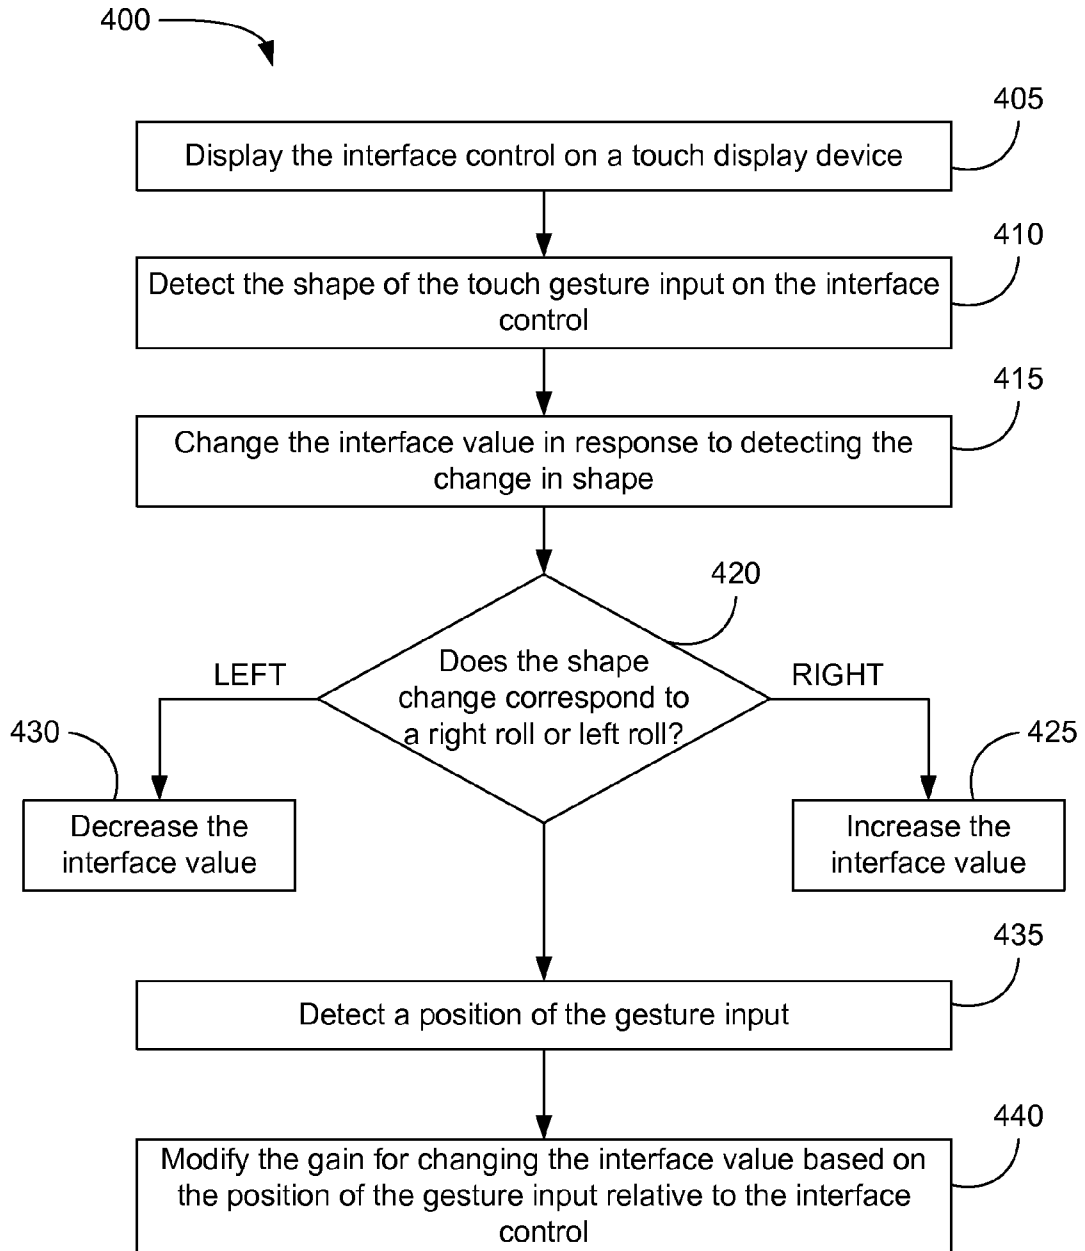 400
405
Display the interface control on a touch display device
410
Detect the shape of the touch gesture input on the interface
control
415
Change the interface value in response to detecting the
change in shape
420
Does the shape
change correspond to
a right roll or left roll?
LEFT
RIGHT
430
425
Decrease the
interface value
Increase the
interface value
435
Detect a position of the gesture input
440
Modify the gain for changing the interface value based on
the position of the gesture input relative to the interface
control